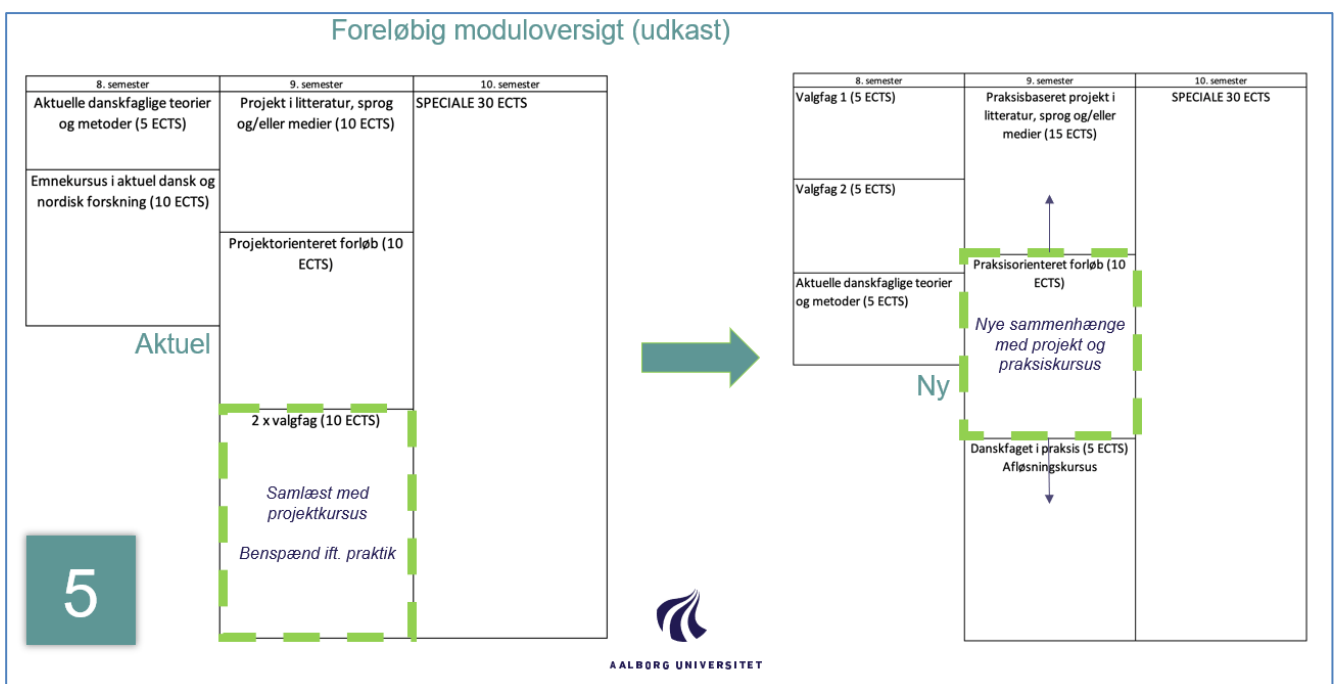 Foreløbig moduloversigt (udkast)
8. semester
9. semester
10. semester
Aktuelle danskfaglige teorier
og metoder (5 ECTS)
Projekt i litteratur, sprog
og/eller medier (10 ECTS)
SPECIALE 30 ECTS
Emnekursus i aktuel dansk og
nordisk forskning (10 ECTS)
Projektorienteret forløb (10
ECTS)
Aktuel
2 x valgfag (10 ECTS)
Samlæst med
projektkursus
Benspænd ift. praktik
5
8. semester
9. semester
10. semester
Valgfag 1 (5 ECTS)
Praksisbaseret projekt i
litteratur, sprog og/eller
medier (15 ECTS)
SPECIALE 30 ECTS
Valgfag 2 (5 ECTS)
Praksisorienteret forløb (10
ECTS)
Aktuelle danskfaglige teorier
og metoder (5 ECTS)
Nye sammenhænge
med projekt og
praksiskursus
Ny
Danskfaget i praksis (5 ECTS)
Afløsningskursus
AALBORG UNIVERSITET